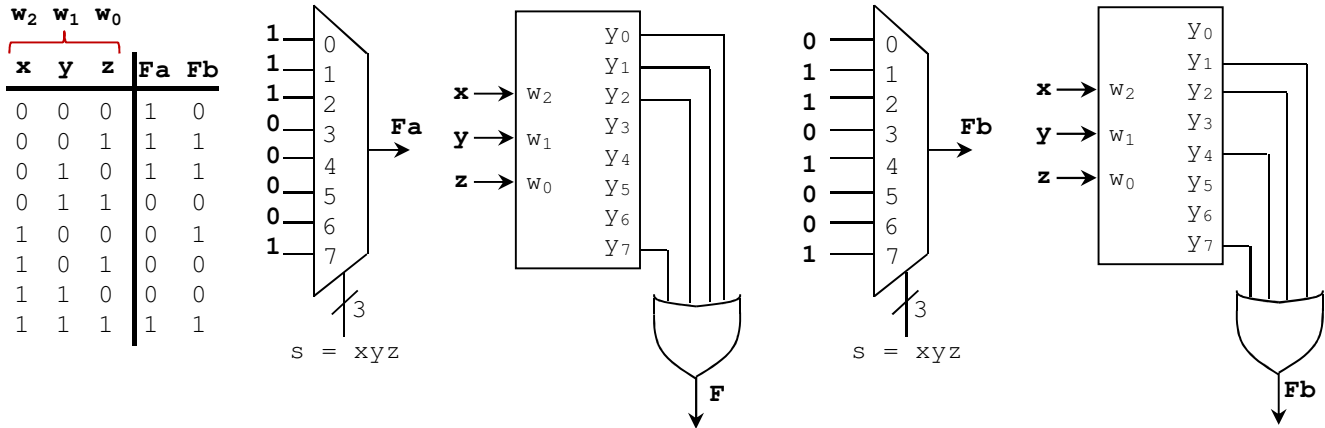 w2 w1 w0
x y z Fa Fb
0 0 0 1 0
0 0 1 1 1
0 1 0 1 1
0 1 1 0 0
1 0 0 0 1
1 0 1 0 0
1 1 0 0 0
1 1 1 1 1
1 0
1 1
1 2
0 3
0 4
0 5
0 6
1 7
Fa
3
s = xyz
x w2
y w1
z w0
y0
y1
y2
y3
y4
y5
y6
y7
F
0 0
1 1
1 2
0 3
1 4
0 5
0 6
1 7
Fb
3
s = xyz
x w2
y w1
z w0
y0
y1
y2
y3
y4
y5
y6
y7
Fb